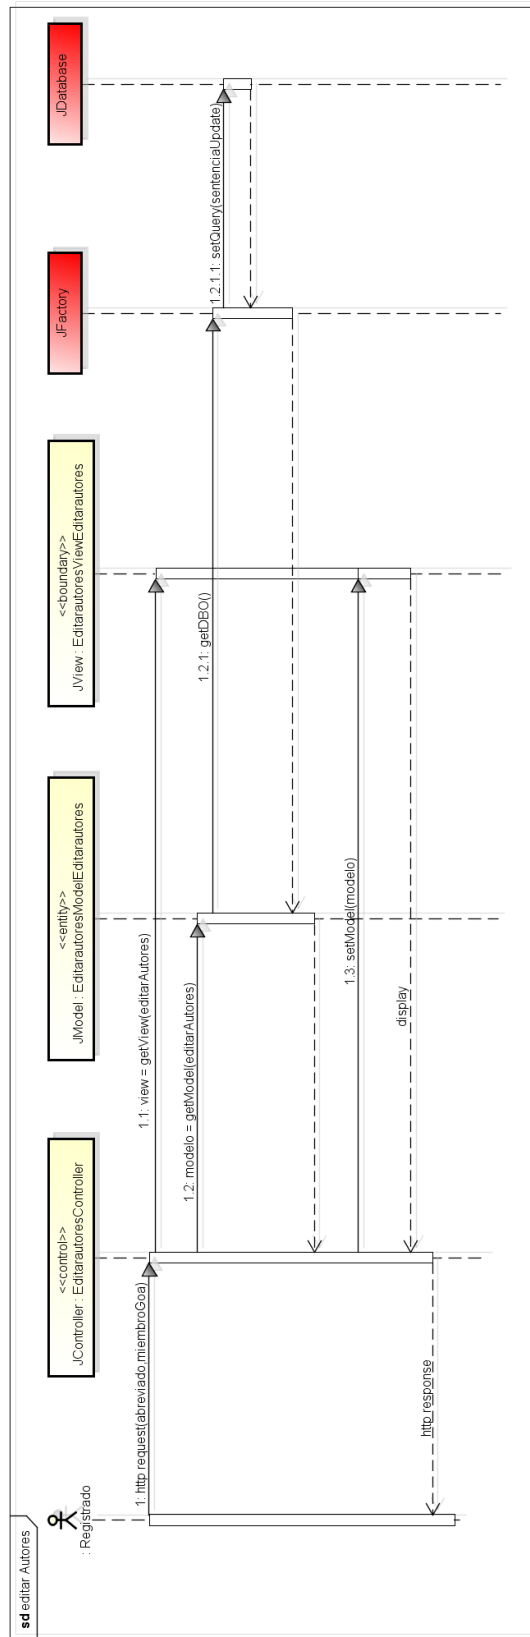 sd editar Autores
: Registrado
<<control>>
JController : EditarautoresController
<<entity>>
JModel : EditarautoresModelEditarautores
<<boundary>>
JView : EditarautoresViewEditarautores
JFactory
JDatabase
1: http request(abreviado,miembroGoa)
1.1: view = getView(editarAutores)
1.2: modelo = getModel(editarAutores)
1.2.1: getDBO()
1.2.1.1: setQuery(sentenciaUpdate)
1.3: setModel(modelo)
display
http response